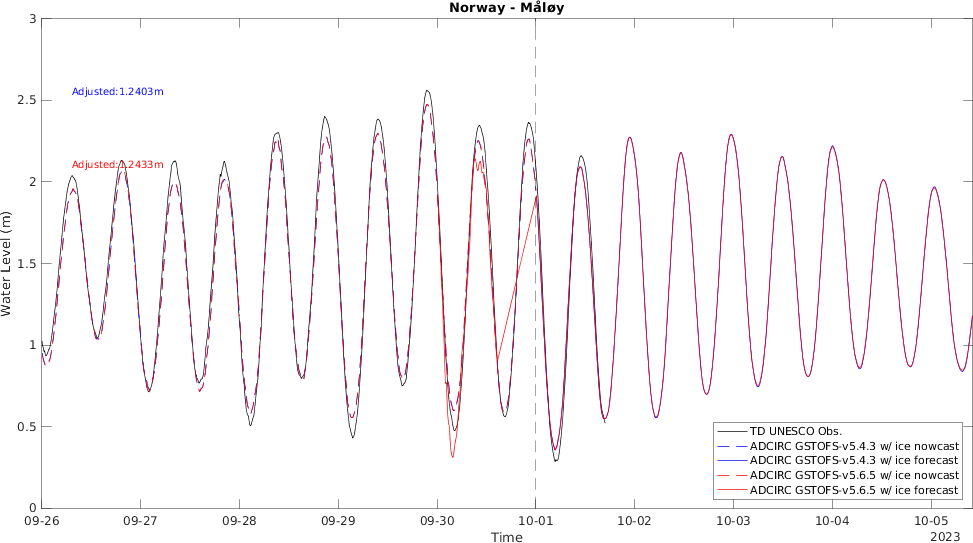 Norway - Måløy
3
2.5
2
1.5
1
0.5
0
Water Level (m)
Adjusted:1.2403m
Adjusted:1.2433m
TD UNESCO Obs.
ADCIRC GSTOFS-v5.4.3 w/ ice nowcast
ADCIRC GSTOFS-v5.4.3 w/ ice forecast
ADCIRC GSTOFS-v5.6.5 w/ ice nowcast
ADCIRC GSTOFS-v5.6.5 w/ ice forecast
09-26 09-27 09-28 09-29 09-30 10-01 10-02 10-03 10-04 10-05
Time
2023